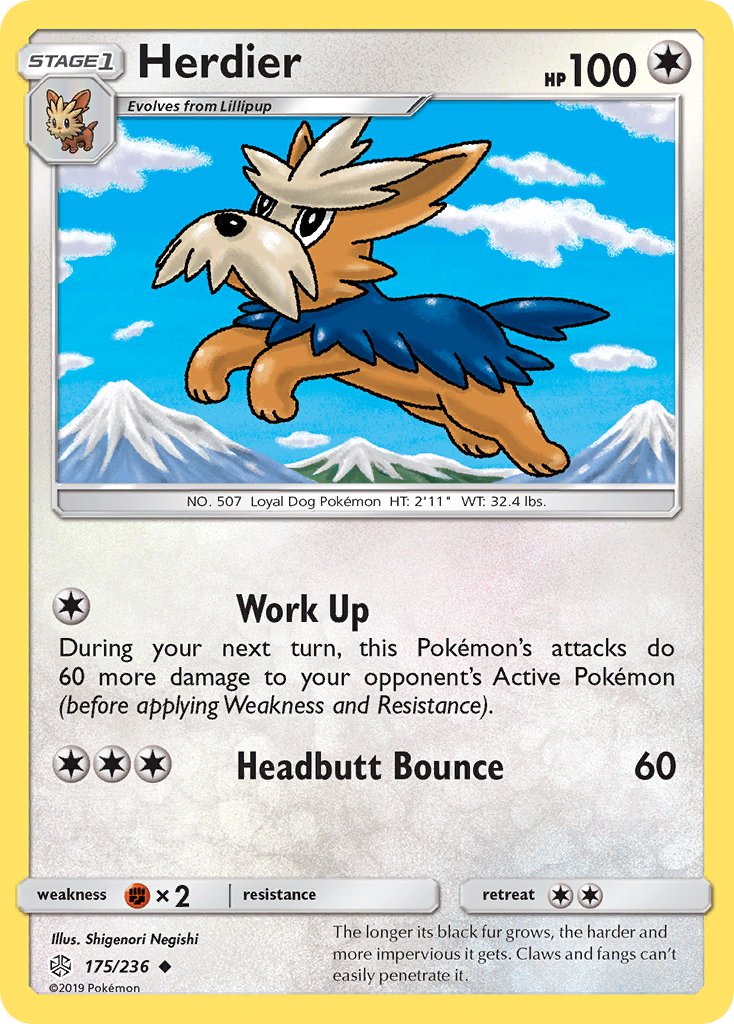 STAGE1 Herdier HP 100
Evolves from Lillipup
NO. 507 Loyal Dog Pokémon HT: 2'11" WT: 32.4 lbs.
Work Up
During your next turn, this Pokémon's attacks do
60 more damage to your opponent's Active Pokémon
(before applying Weakness and Resistance).
Headbutt Bounce 60
weakness × 2 resistance retreat
Illus. Shigenori Negishi
175/236
©2019 Pokémon
The longer its black fur grows, the harder and
more impervious it gets. Claws and fangs can't
easily penetrate it.